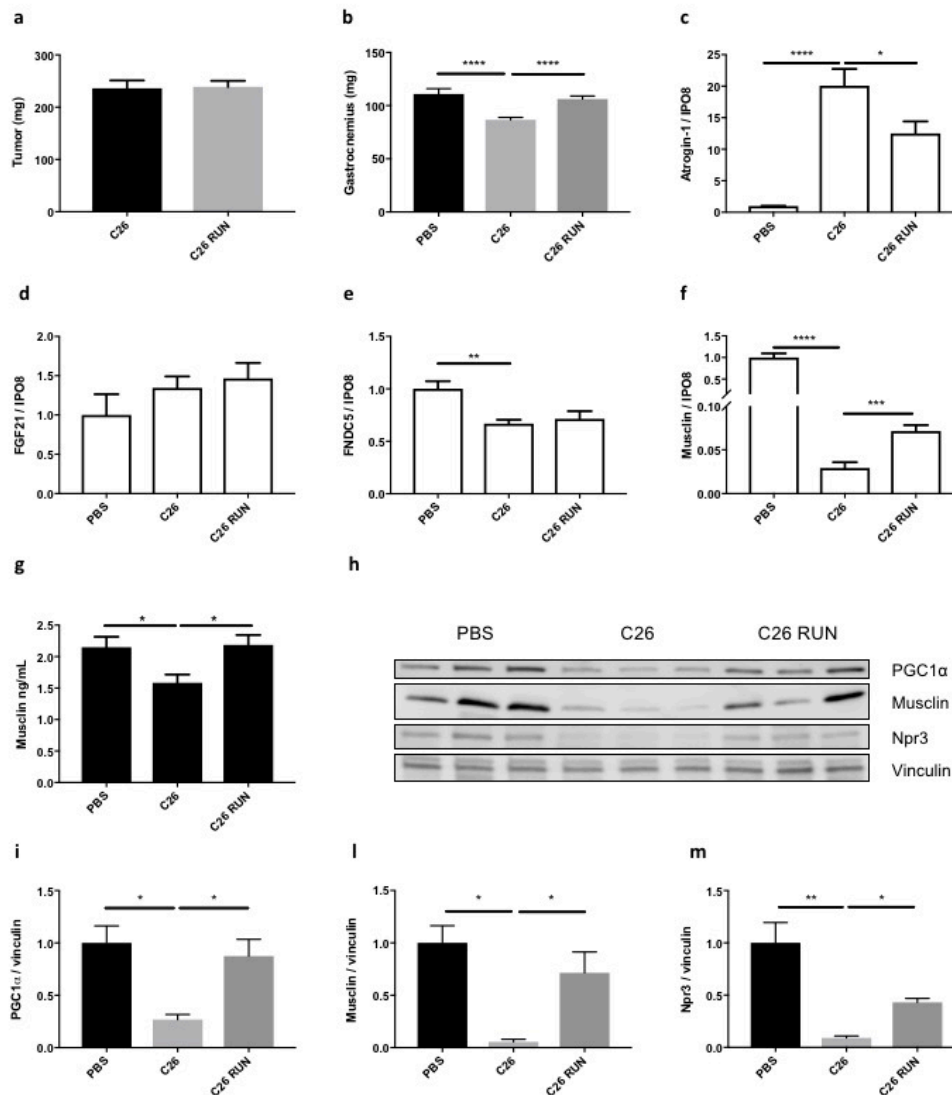 a
b
c
Tumor (mg)
300
200
100
0
C26
C26 RUN
Gastrocnemius (mg)
150
100
50
0
**** ****
PBS
C26
C26 RUN
Atrogin-1 / IPO8
25
20
15
10
5
0
**** *
PBS
C26
C26 RUN
d
e
f
FGF21 / IPO8
2.0
1.5
1.0
0.5
0.0
PBS
C26
C26 RUN
FNDC5 / IPO8
1.5
1.0
0.5
0.0
**
PBS
C26
C26 RUN
Musclin / IPO8
1.5
1.0
0.5
0.10
0.05
0.00
****
***
PBS
C26
C26 RUN
g
h
Musclin ng/mL
2.5
2.0
1.5
1.0
0.5
0.0
* *
PBS
C26
C26 RUN
PBS C26 C26 RUN
PGC1α
Musclin
Npr3
Vinculin
i
l
m
PGC1α / vinculin
1.5
1.0
0.5
0.0
* *
PBS
C26
C26 RUN
Musclin / vinculin
1.5
1.0
0.5
0.0
* *
PBS
C26
C26 RUN
Npr3 / vinculin
1.5
1.0
0.5
0.0
** *
PBS
C26
C26 RUN